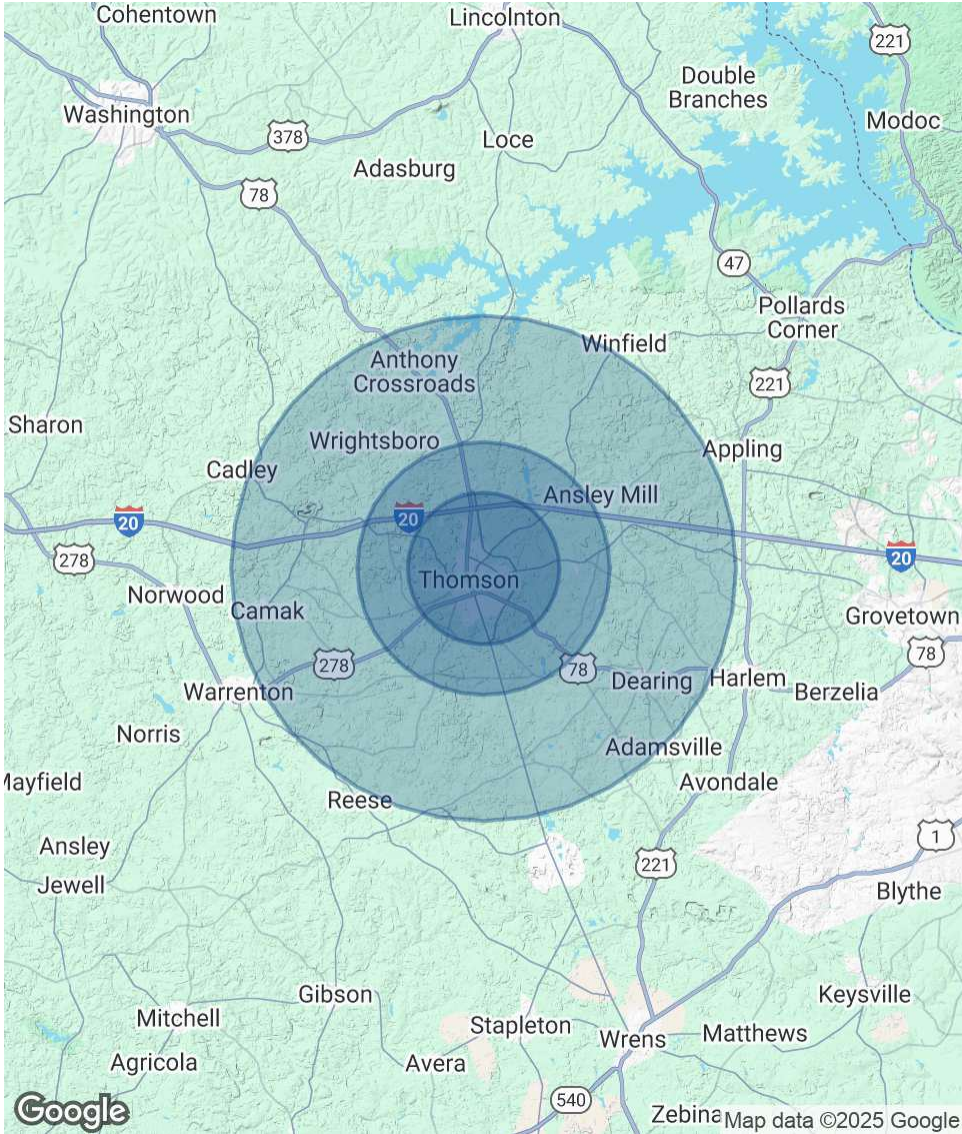 Cohentown
Lincolnton
221
Double
Branches
Washington
Modoc
378
Loce
Adasburg
78
47
Pollards
Corner
Winfield
Anthony
Crossroads
221
Sharon
Wrightsboro
Appling
Cadley
Ansley Mill
20
20
20
278
Thomson
Norwood
Camak
Grovetown
278
78
78
Dearing
Harlem
Warrenton
Berzelia
Norris
Adamsville
Mayfield
Avondale
Reese
1
Ansley
221
Jewell
Blythe
Gibson
Keysville
Mitchell
Stapleton
Wrens
Matthews
Agricola
Avera
540
Zebina
Google
Map data ©2025 Google